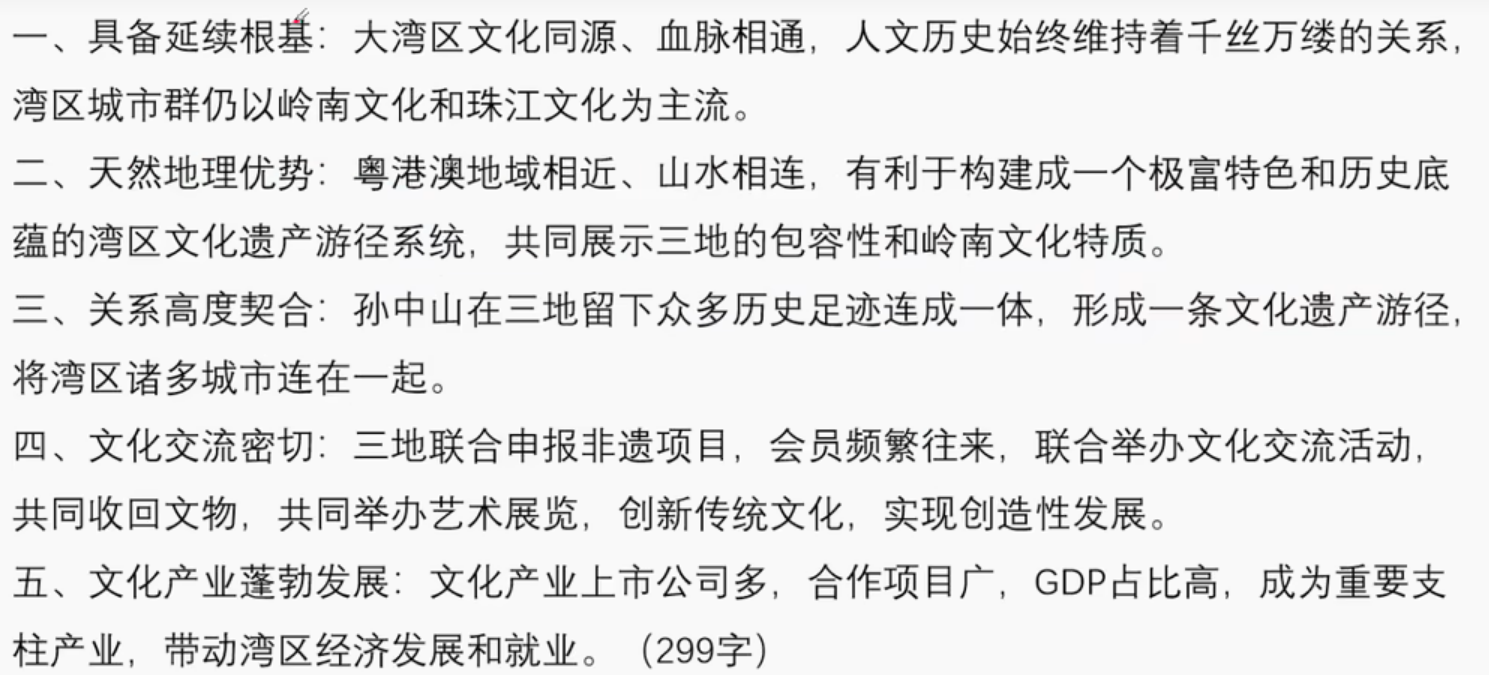 一、具备延续根基：大湾区文化同源、血脉相通，人文历史始终维持着千丝万缕的关系，
湾区城市群仍以岭南文化和珠江文化为主流。
二、天然地理优势：粤港澳地域相近、山水相连，有利于构建成一个极富特色和历史底
蕴的湾区文化遗产游径系统，共同展示三地的包容性和岭南文化特质。
三、关系高度契合：孙中山在三地留下众多历史足迹连成一体，形成一条文化遗产游径，
将湾区诸多城市连在一起。
四、文化交流密切：三地联合申报非遗项目，会员频繁往来，联合举办文化交流活动，
共同收回文物，共同举办艺术展览，创新传统文化，实现创造性发展。
五、文化产业蓬勃发展：文化产业上市公司多，合作项目广，GDP占比高，成为重要支
柱产业，带动湾区经济发展和就业。（299字）